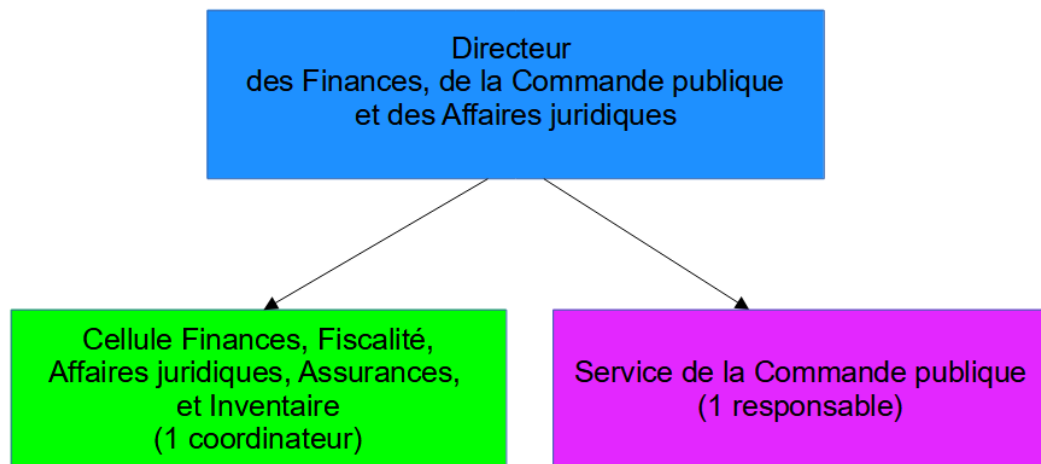 Directeur
des Finances, de la Commande publique
et des Affaires juridiques
Cellule Finances, Fiscalité,
Affaires juridiques, Assurances,
et Inventaire
(1 coordinateur)
Service de la Commande publique
(1 responsable)